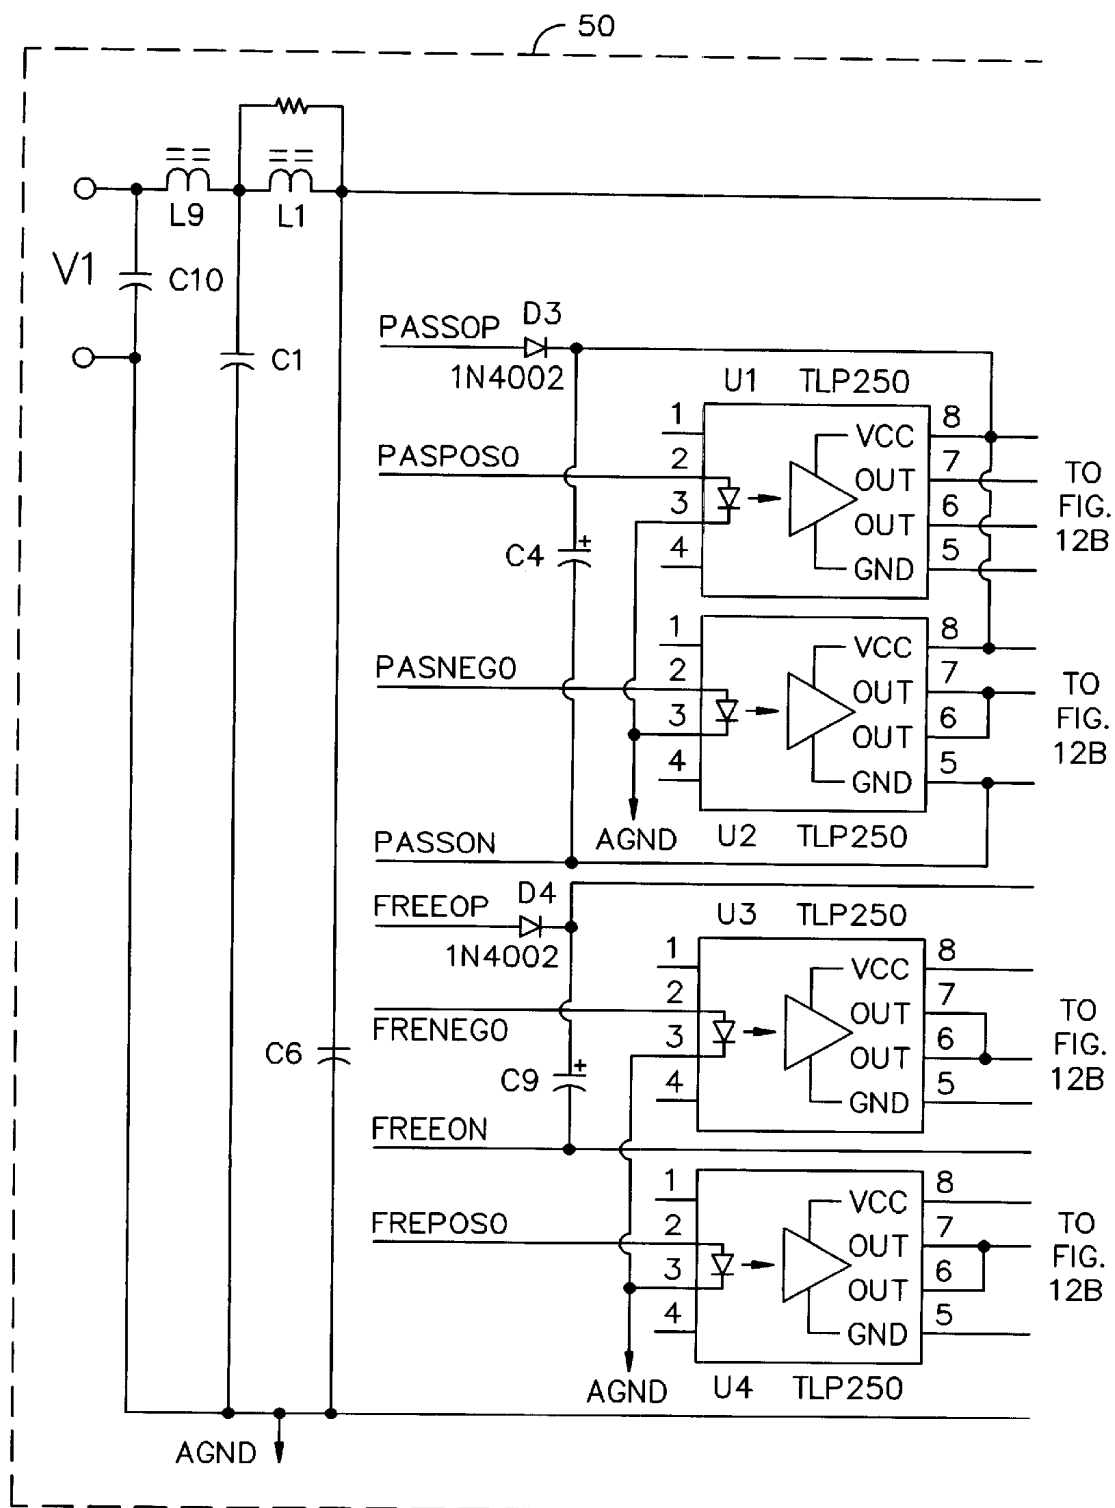 50
L9
L1
V1
C10
C1
C6
AGND
PASSOP
D3
1N4002
PASPOSO
C4
U1 TLP250
1
2
3
4
VCC
OUT
OUT
GND
8
7
6
5
TO
FIG.
12B
PASNEGO
1
2
3
4
VCC
OUT
OUT
GND
8
7
6
5
TO
FIG.
12B
AGND
U2 TLP250
PASSON
FREEOP
D4
1N4002
U3 TLP250
FRENEGO
C9
1
2
3
4
VCC
OUT
OUT
GND
8
7
6
5
TO
FIG.
12B
FREEON
FREPOSO
1
2
3
4
VCC
OUT
OUT
GND
8
7
6
5
TO
FIG.
12B
AGND
U4 TLP250